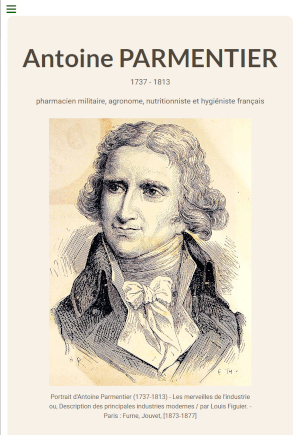 Antoine PARMENTIER
1737 - 1813
pharmacien militaire, agronome, nutritionniste et hygiéniste français
Portrait d'Antoine Parmentier (1737-1813) - Les merveilles de l'industrie
ou, Description des principales industries modernes / par Louis Figuier. -
Paris : Furne, Jouvet, [1873-1877]